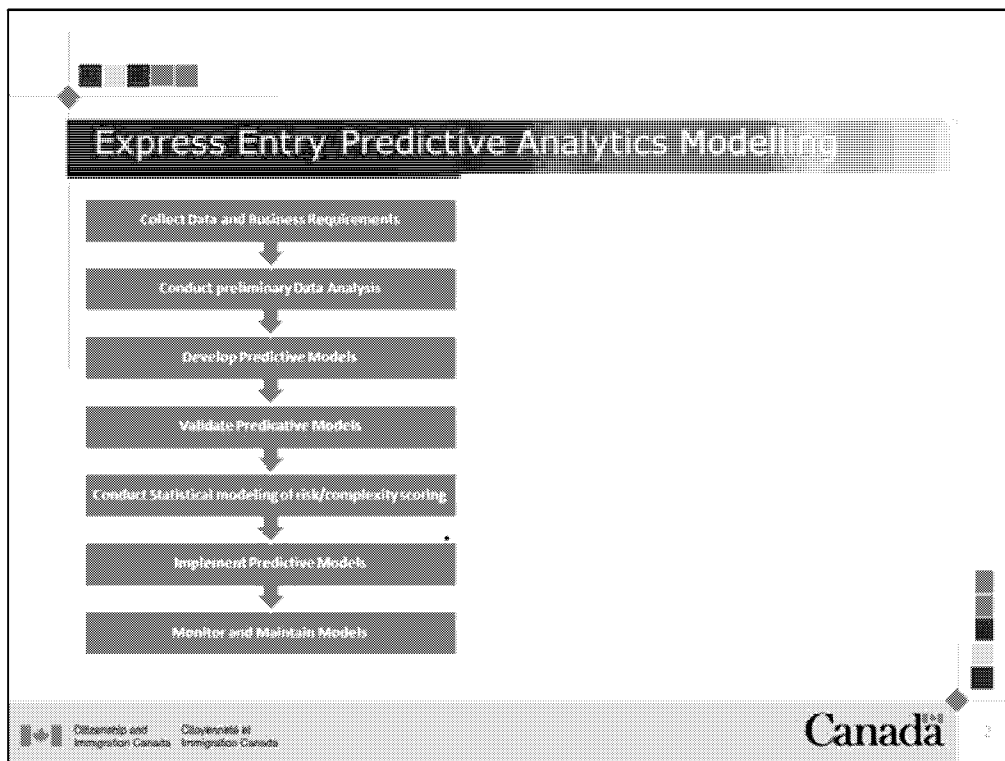 Express Entry Predictive Analytics Modelling
Collect Data and Business Requirements
Conduct preliminary Data Analysis
Develop Predictive Models
Validate Predicative Models
Conduct Statistical modeling of risk/complexity scoring
Implement Predictive Models
Monitor and Maintain Models
Citizenship and Citoyenneté et
Immigration Canada Immigration Canada
Canada
2